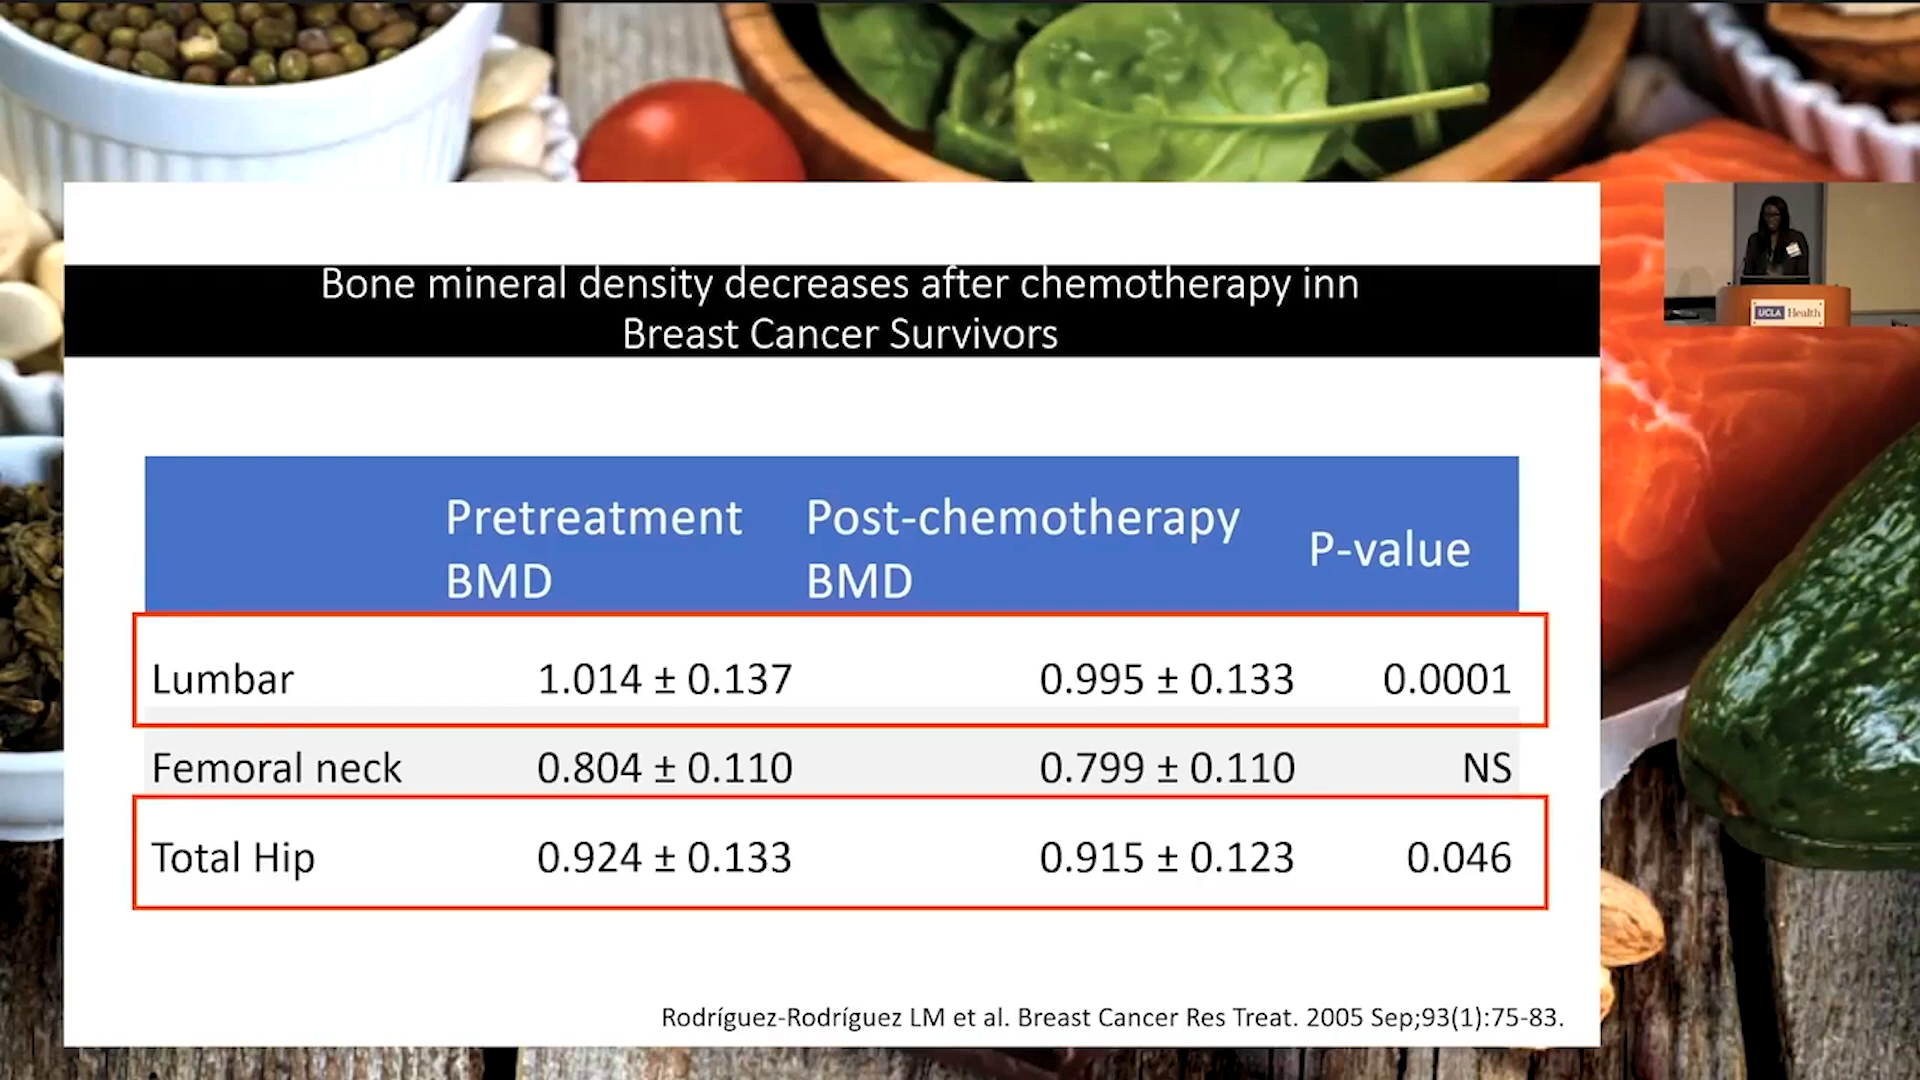 Bone mineral density decreases after chemotherapy inn
Breast Cancer Survivors
Pretreatment BMD
Post-chemotherapy BMD
P-value
Lumbar 1.014 ± 0.137 0.995 ± 0.133 0.0001
Femoral neck 0.804 ± 0.110 0.799 ± 0.110 NS
Total Hip 0.924 ± 0.133 0.915 ± 0.123 0.046
Rodríguez-Rodríguez LM et al. Breast Cancer Res Treat. 2005 Sep;93(1):75-83.
UCLA Health